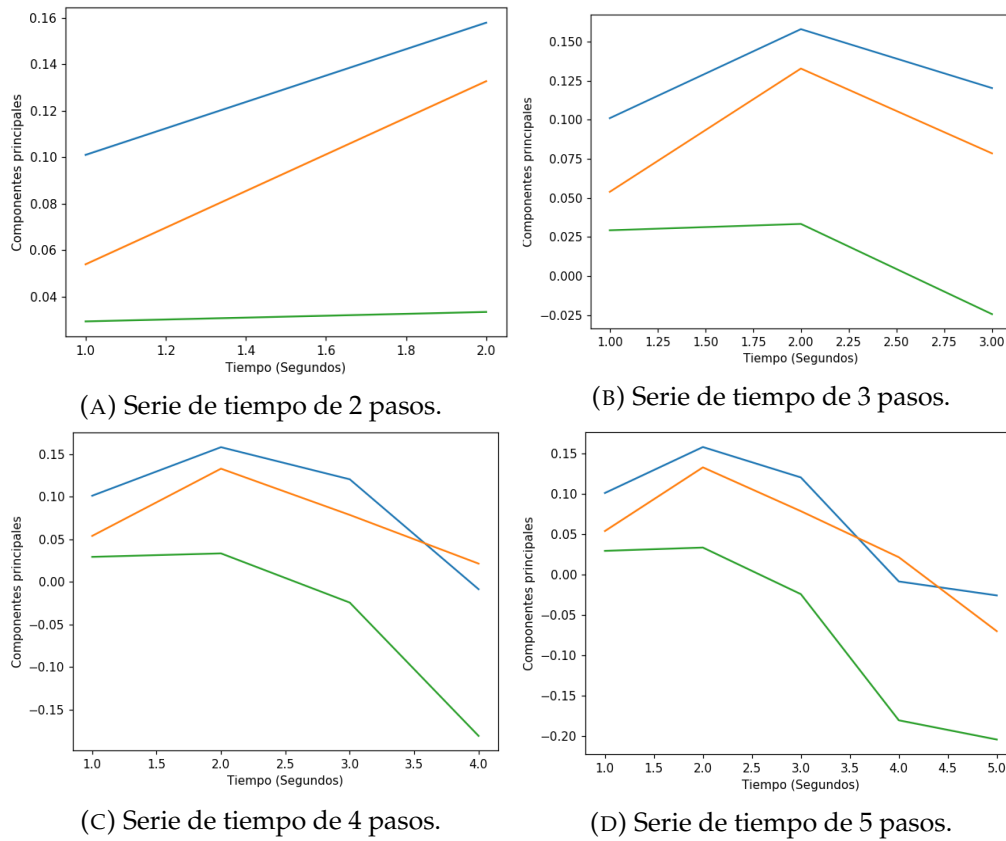 0.16
0.14
0.12
0.10
0.08
0.06
0.04
Componentes principales
1.0 1.2 1.4 1.6 1.8 2.0
Tiempo (Segundos)
(A) Serie de tiempo de 2 pasos.
0.150
0.125
0.100
0.075
0.050
0.025
0.000
−0.025
Componentes principales
1.00 1.25 1.50 1.75 2.00 2.25 2.50 2.75 3.00
Tiempo (Segundos)
(B) Serie de tiempo de 3 pasos.
0.15
0.10
0.05
0.00
−0.05
−0.10
−0.15
Componentes principales
1.0 1.5 2.0 2.5 3.0 3.5 4.0
Tiempo (Segundos)
(C) Serie de tiempo de 4 pasos.
0.15
0.10
0.05
0.00
−0.05
−0.10
−0.15
−0.20
Componentes principales
1.0 1.5 2.0 2.5 3.0 3.5 4.0 4.5 5.0
Tiempo (Segundos)
(D) Serie de tiempo de 5 pasos.